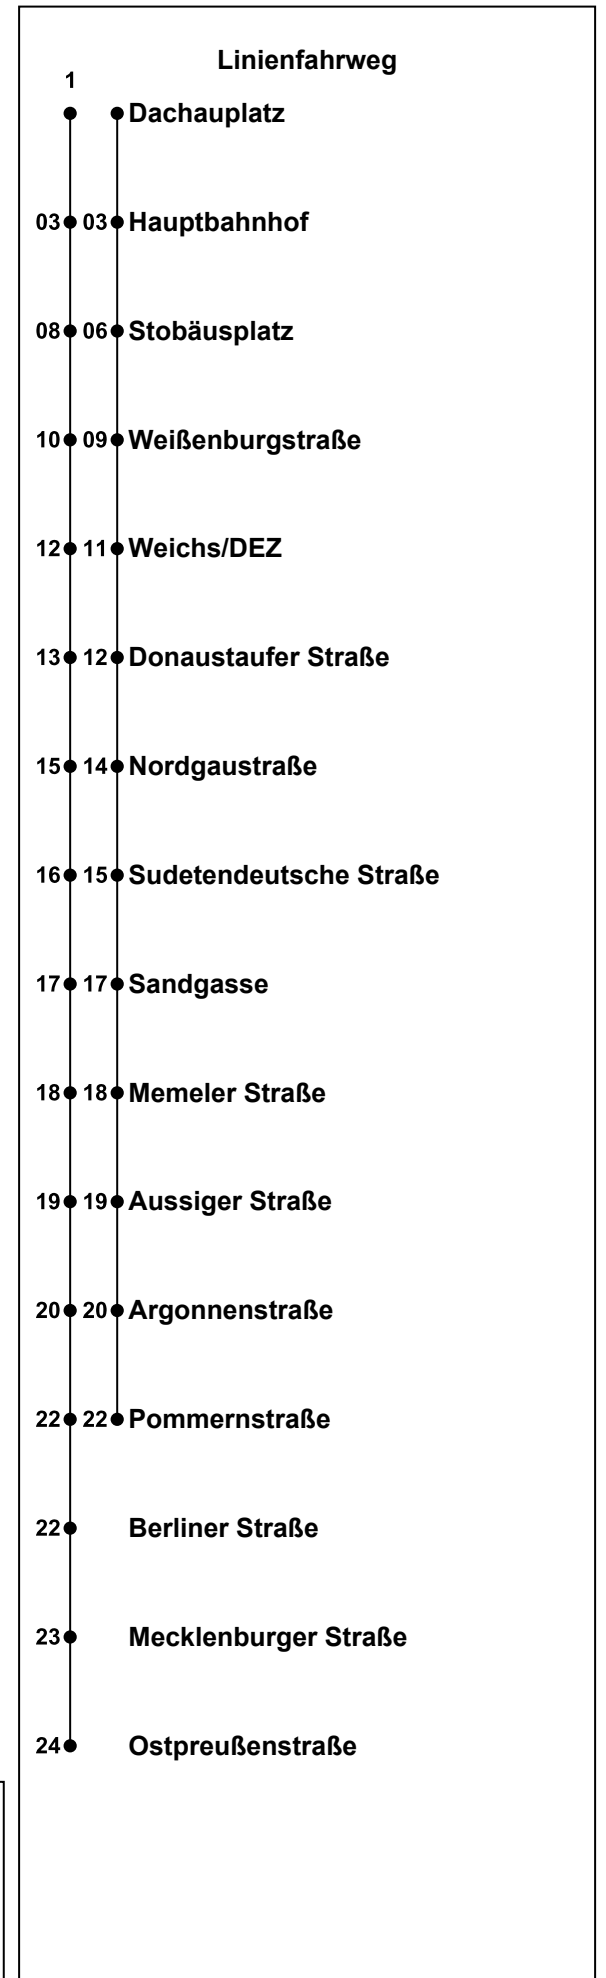 Linienfahrweg
1
Dachauplatz
03 03 Hauptbahnhof
08 06 Stobäusplatz
10 09 Weißenburgstraße
12 11 Weichs/DEZ
13 12 Donaustaufer Straße
15 14 Nordgaustraße
16 15 Sudetendeutsche Straße
17 17 Sandgasse
18 18 Memeler Straße
19 19 Aussiger Straße
20 20 Argonnenstraße
22 22 Pommernstraße
22 Berliner Straße
23 Mecklenburger Straße
24 Ostpreußenstraße